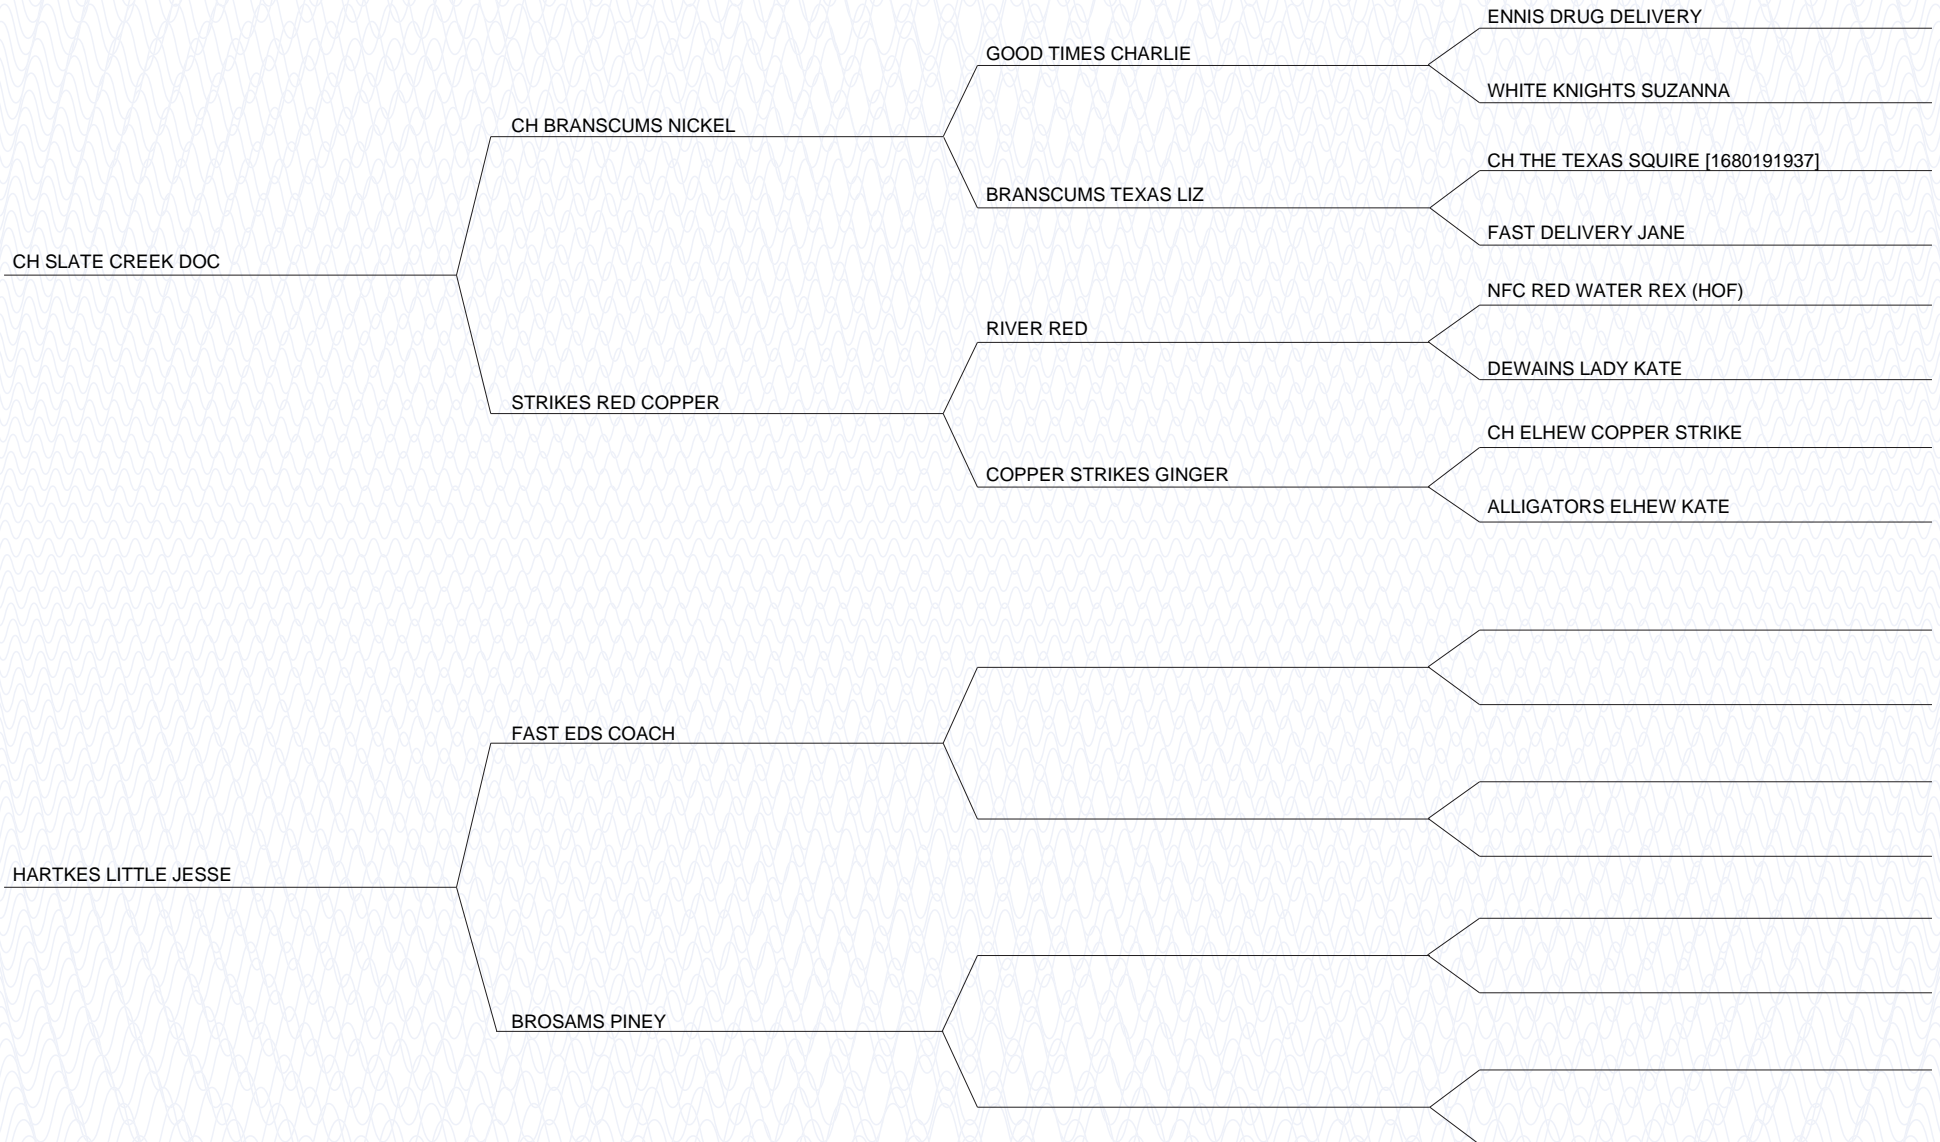 ENNIS DRUG DELIVERY
GOOD TIMES CHARLIE
WHITE KNIGHTS SUZANNA
CH BRANSCUMS NICKEL
CH THE TEXAS SQUIRE [1680191937]
BRANSCUMS TEXAS LIZ
FAST DELIVERY JANE
CH SLATE CREEK DOC
NFC RED WATER REX (HOF)
RIVER RED
DEWAINS LADY KATE
STRIKES RED COPPER
CH ELHEW COPPER STRIKE
COPPER STRIKES GINGER
ALLIGATORS ELHEW KATE
FAST EDS COACH
HARTKES LITTLE JESSE
BROSAMS PINEY